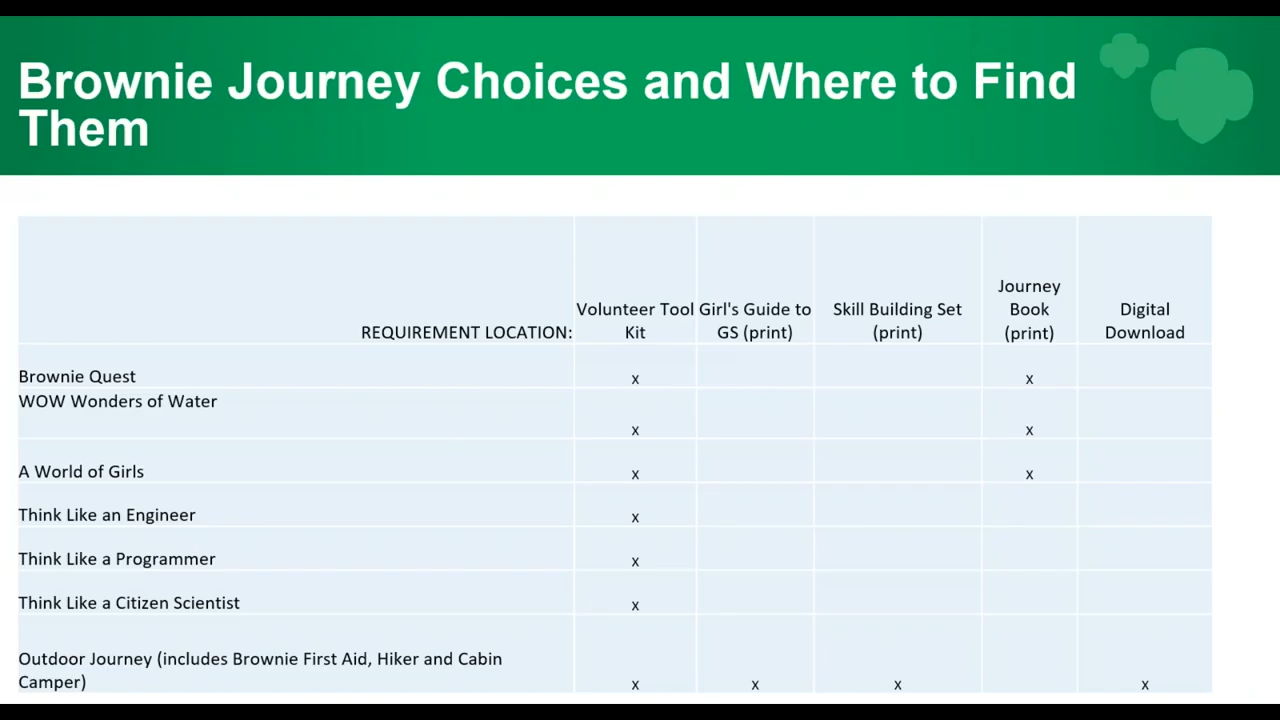 Brownie Journey Choices and Where to Find
Them
REQUIREMENT LOCATION:
Volunteer Tool
Kit
Girl's Guide to
GS (print)
Skill Building Set
(print)
Journey
Book
(print)
Digital
Download
Brownie Quest x x
WOW Wonders of Water
x x
A World of Girls x x
Think Like an Engineer x
Think Like a Programmer x
Think Like a Citizen Scientist x
Outdoor Journey (includes Brownie First Aid, Hiker and Cabin
Camper) x x x x